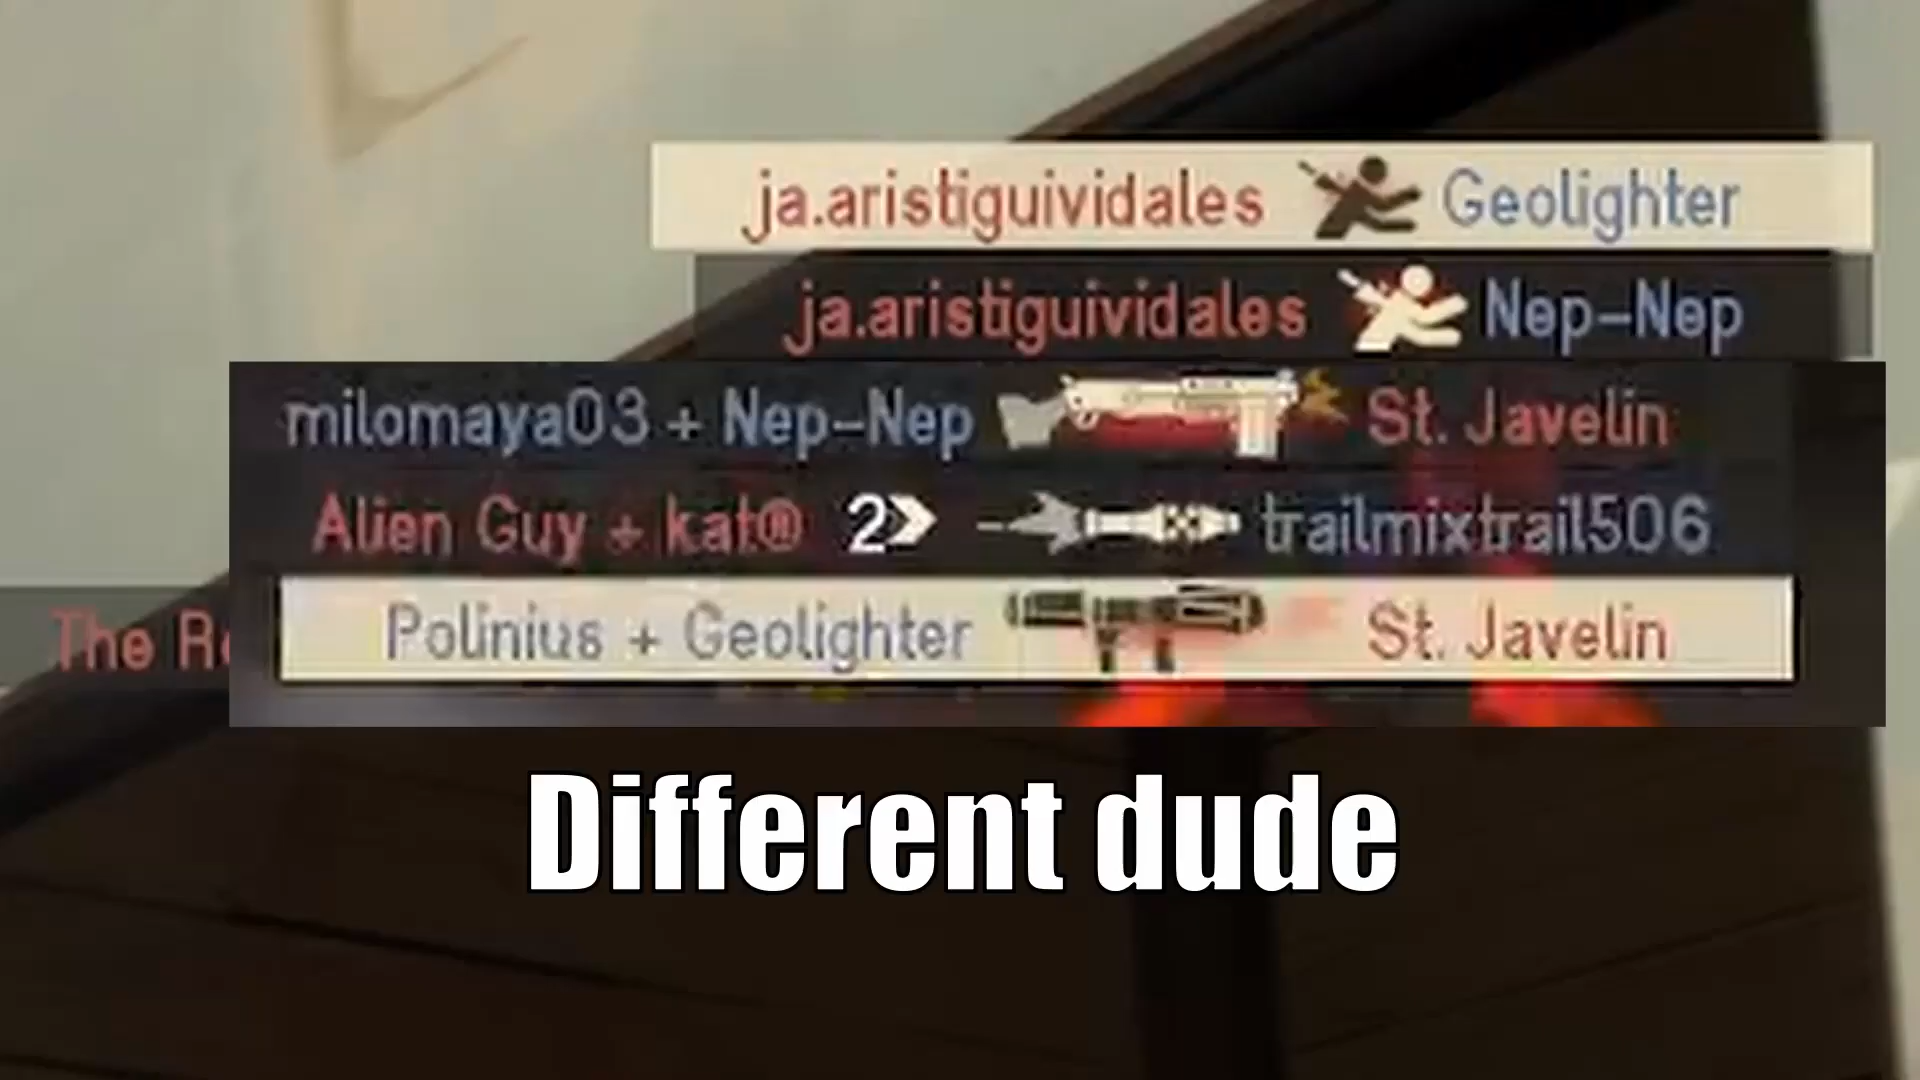 ja.aristiguividales Geolighter
ja.aristiguividales Nep-Nep
milomaya03 + Nep-Nep St. Javelin
Alien Guy + kat® 2 trailmixtrail506
Polinius + Geolighter St. Javelin
The
Different dude